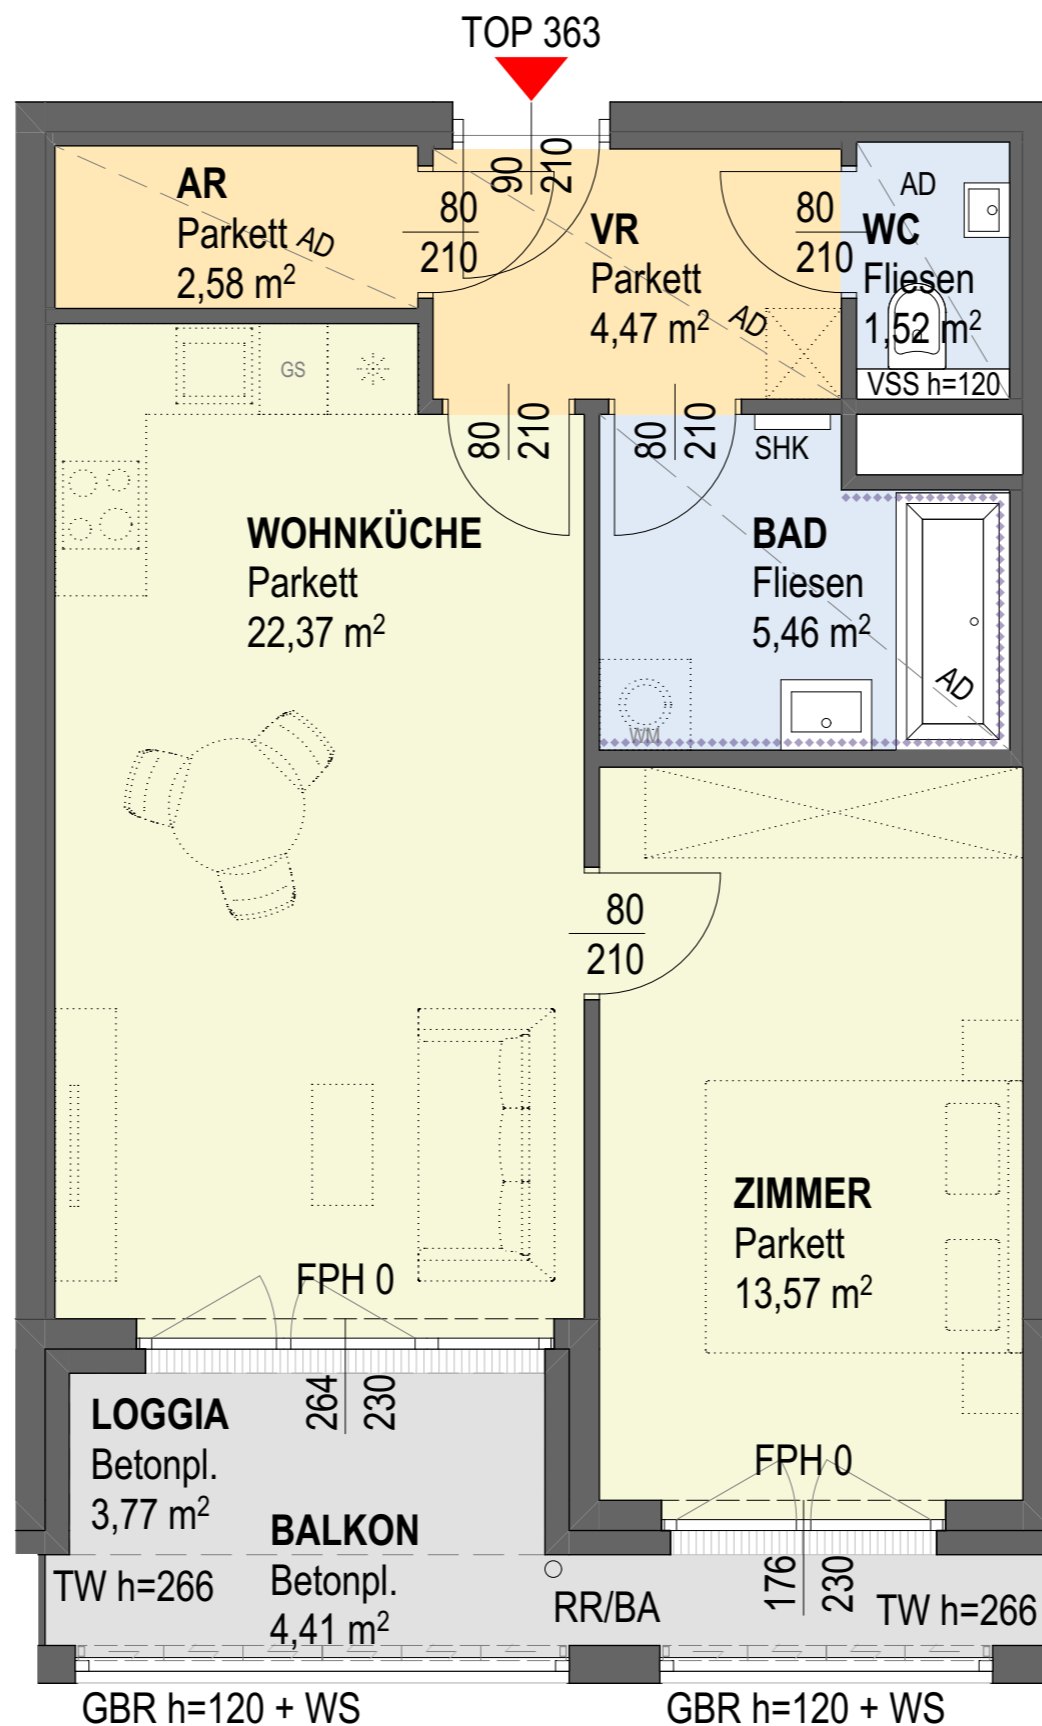 TOP 363
90
210
AR
Parkett
2,58 m²
AD
80
210
VR
Parkett
4,47 m²
AD
80
210
AD
WC
Fliesen
1,52 m²
VSS h=120
GS
80
210
80
210
SHK
WOHNKÜCHE
Parkett
22,37 m²
BAD
Fliesen
5,46 m²
AD
WM
80
210
ZIMMER
Parkett
13,57 m²
FPH 0
264
230
LOGGIA
Betonpl.
3,77 m²
FPH 0
176
230
BALKON
Betonpl.
4,41 m²
TW h=266
RR/BA
TW h=266
GBR h=120 + WS
GBR h=120 + WS